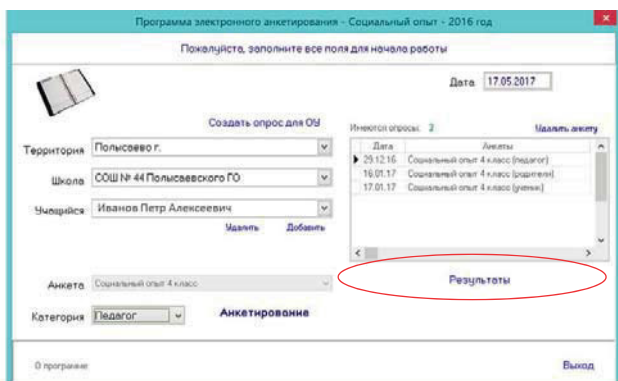 Программа электронного анкетирования - Социальный опыт - 2016 год
Пожалуйста, заполните все поля для начала работы
Дата 17.05.2017
Создать опрос для ОУ
Имеются опросы: 3
Удалить анкету
Территория Полысаево г.
Школа СОШ № 44 Полысаевского ГО
Учащийся Иванов Петр Алексеевич
Удалить Добавить
Дата Анкеты
29.12.16 Социальный опыт 4 класс (педагог)
16.01.17 Социальный опыт 4 класс (родители)
17.01.17 Социальный опыт 4 класс (ученик)
Результаты
Анкета Социальный опыт 4 класс
Категория Педагог Анкетирование
О программе
Выход